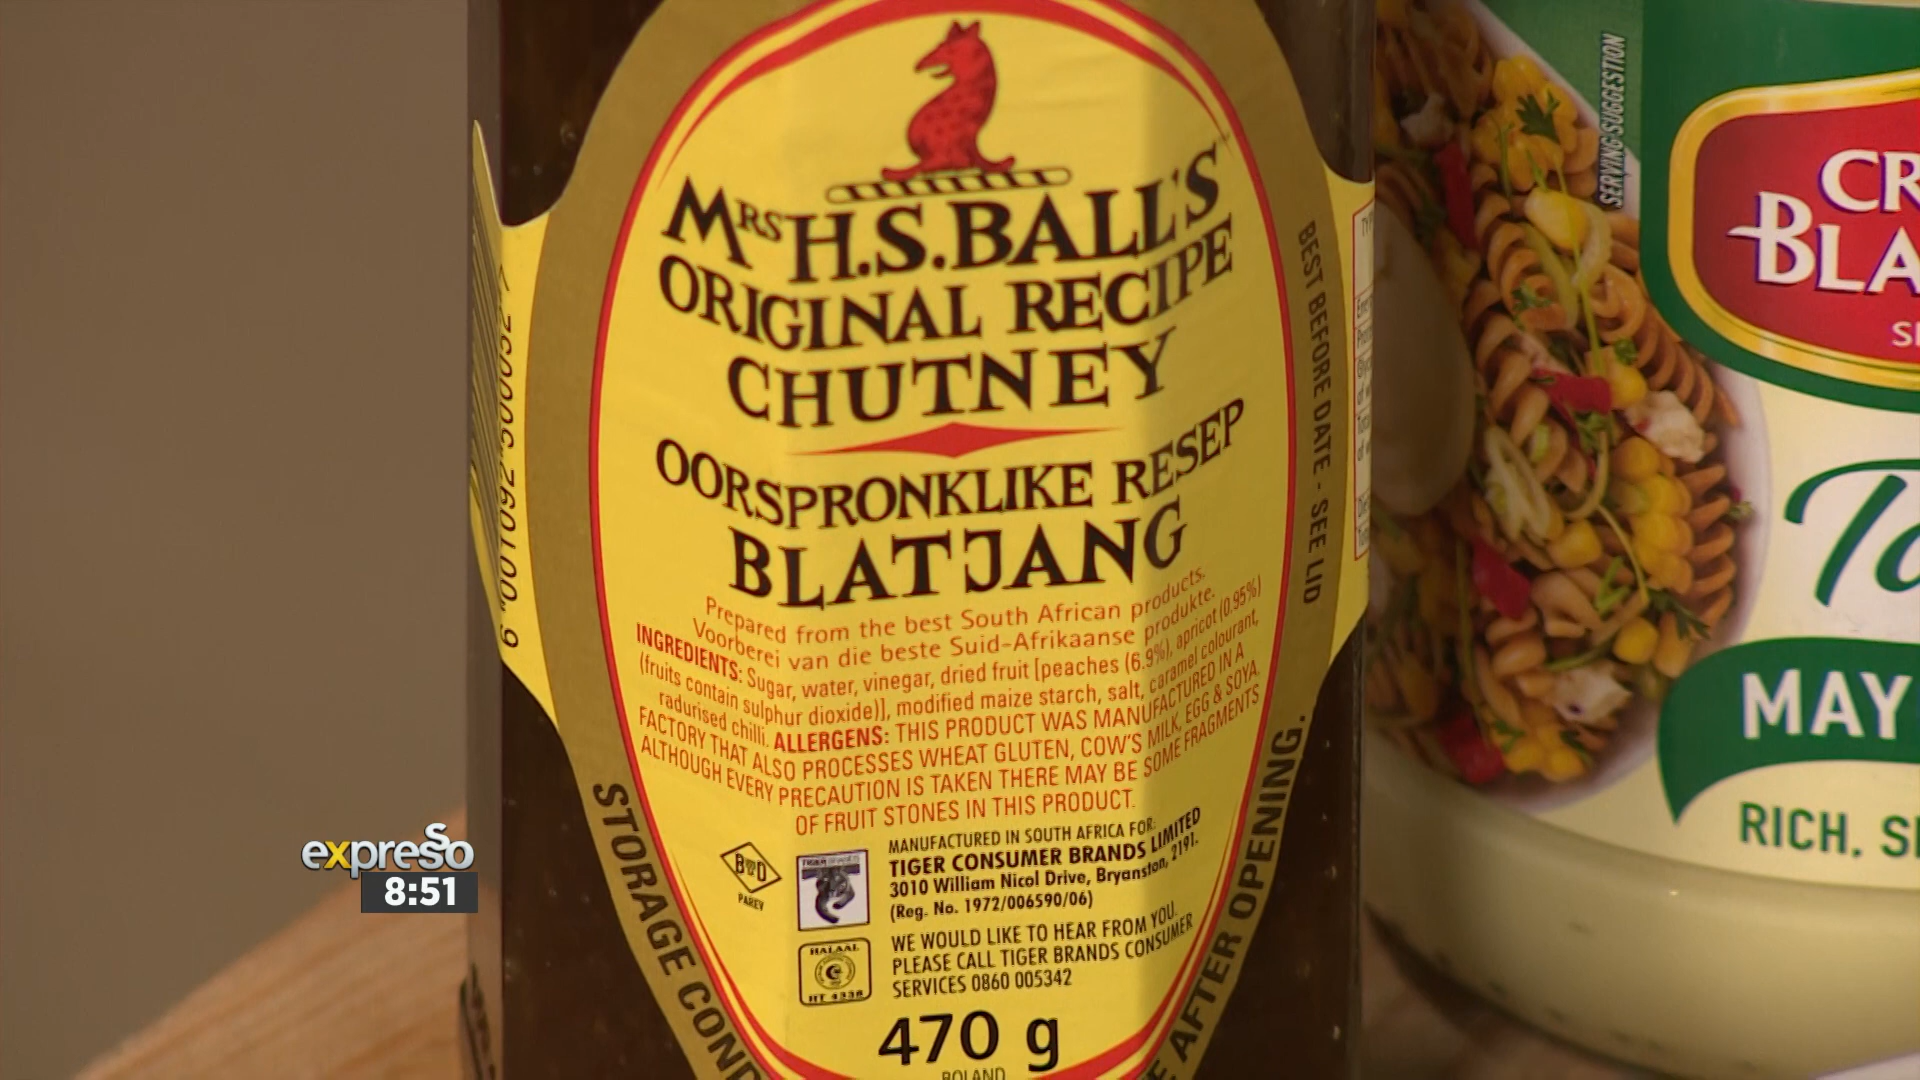 MRS H.S.BALL'S
ORIGINAL RECIPE
CHUTNEY
OORSPRONKLIKE RESEP
BLATJANG
Prepared from the best South African products.
Voorberei van die beste Suid-Afrikaanse produkte.
INGREDIENTS: Sugar, water, vinegar, dried fruit [peaches (6.9%), apricot (0.95%)
(fruits contain sulphur dioxide)], modified maize starch, salt, caramel colourant,
radurised chilli. ALLERGENS: THIS PRODUCT WAS MANUFACTURED IN A
FACTORY THAT ALSO PROCESSES WHEAT GLUTEN, COW'S MILK, EGG & SOYA.
ALTHOUGH EVERY PRECAUTION IS TAKEN THERE MAY BE SOME FRAGMENTS
OF FRUIT STONES IN THIS PRODUCT.
PAREV
HALAAL
MANUFACTURED IN SOUTH AFRICA FOR:
TIGER CONSUMER BRANDS LIMITED
3010 William Nicol Drive, Bryanston, 2191.
(Reg. No. 1972/006590/06)
WE WOULD LIKE TO HEAR FROM YOU.
PLEASE CALL TIGER BRANDS CONSUMER
SERVICES 0860 005342
470 g
BOLAND
STORAGE COND
AFTER OPENING.
BEST BEFORE DATE - SEE LID
SERVING SUGGESTION
CR
BLA
MAY
RICH. S
expresso
8:51